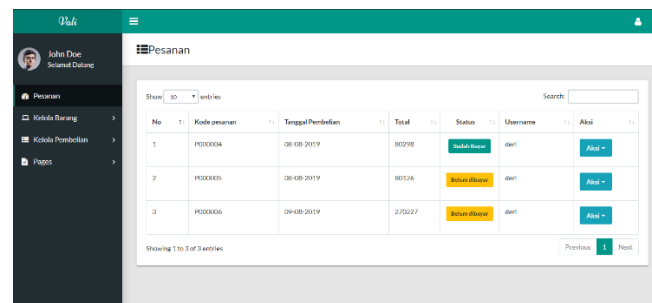 Vali
John Doe
Selamat Datang
Pesanan
Kelola Barang
Kelola Pembelian
Pages
Pesanan
Show 10 entries
Search:
No Kode pesanan Tanggal Pembelian Total Status Username Aksi
1 P000004 08-08-2019 80298 Sudah Bayar deri Aksi
2 P000005 08-08-2019 80126 Belum dibayar deri Aksi
3 P000006 09-08-2019 270227 Belum dibayar deri Aksi
Showing 1 to 3 of 3 entries
Previous 1 Next